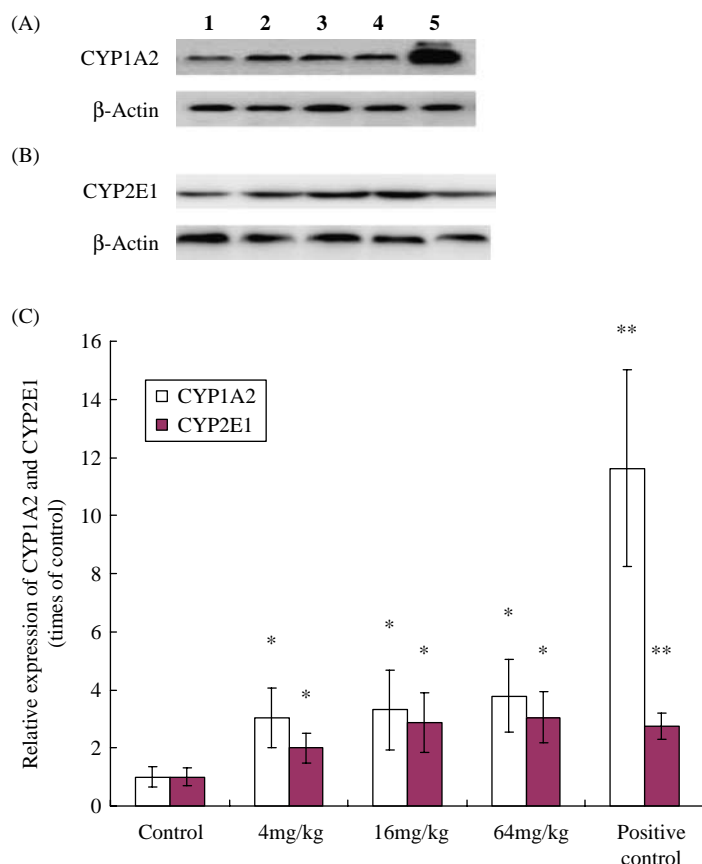 (A)
1 2 3 4 5
CYP1A2
β-Actin
(B)
CYP2E1
β-Actin
(C)
16
14
12
10
8
6
4
2
0
Relative expression of CYP1A2 and CYP2E1
(times of control)
CYP1A2
CYP2E1
**
* * * * * * **
Control 4mg/kg 16mg/kg 64mg/kg Positive
control